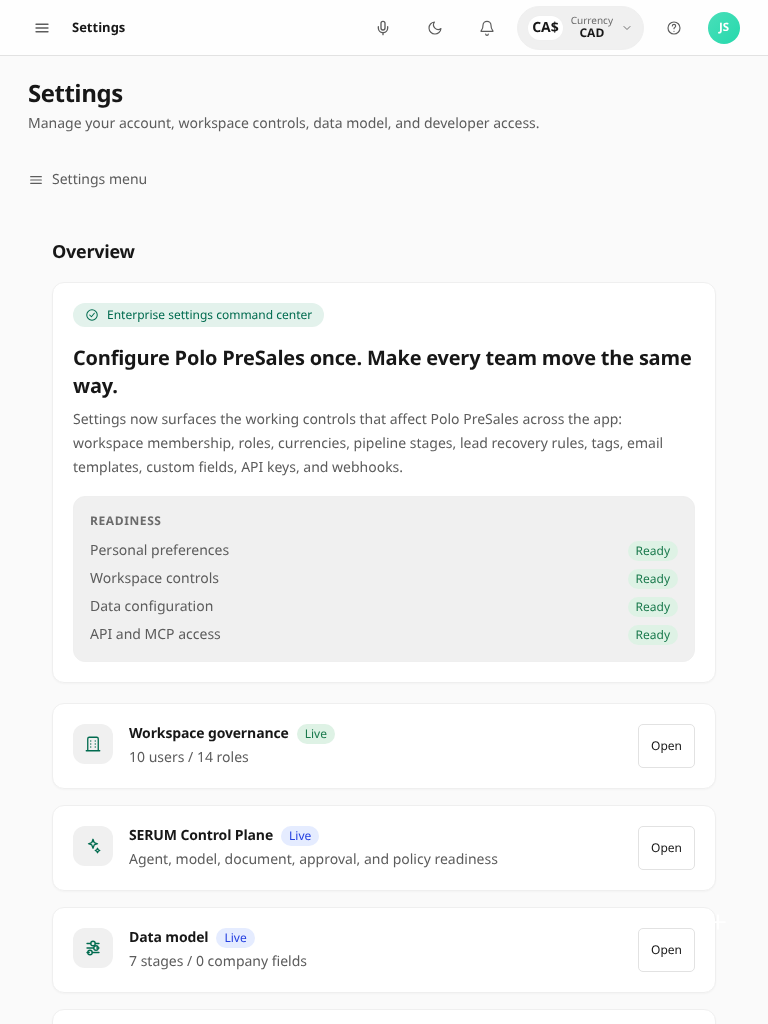 Settings
CA$
Currency
CAD
JS
Settings
Manage your account, workspace controls, data model, and developer access.
Settings menu
Overview
Enterprise settings command center
Configure Polo PreSales once. Make every team move the same
way.
Settings now surfaces the working controls that affect Polo PreSales across the app:
workspace membership, roles, currencies, pipeline stages, lead recovery rules, tags, email
templates, custom fields, API keys, and webhooks.
READINESS
Personal preferences Ready
Workspace controls Ready
Data configuration Ready
API and MCP access Ready
Workspace governance Live
10 users / 14 roles
Open
SERUM Control Plane Live
Agent, model, document, approval, and policy readiness
Open
Data model Live
7 stages / 0 company fields
Open